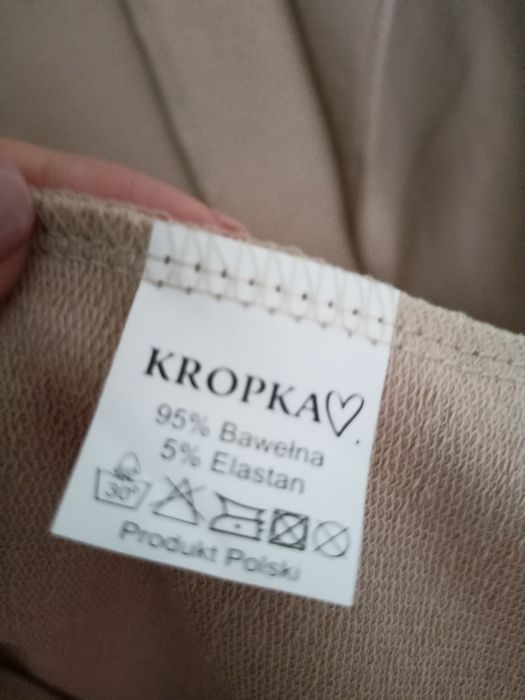 KROPKA
95% Bawełna
5% Elastan
30°
Produkt Polski